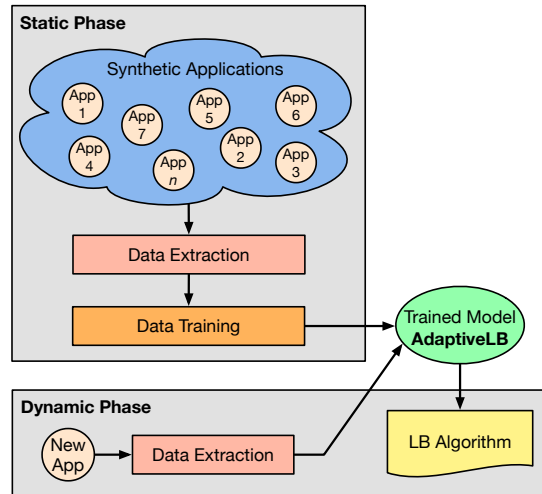 Static Phase
Synthetic Applications
App
1
App
7
App
5
App
6
App
4
App
n
App
2
App
3
Data Extraction
Data Training
Trained Model
AdaptiveLB
Dynamic Phase
New
App
Data Extraction
LB Algorithm